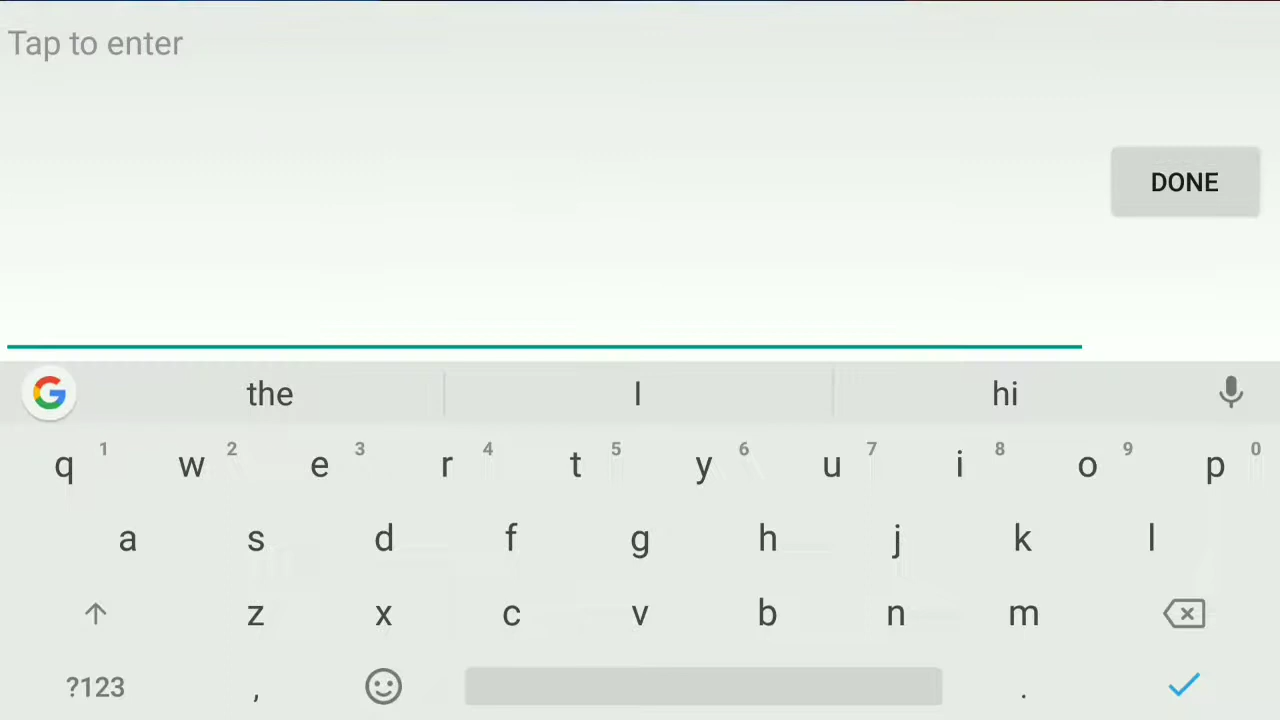 Tap to enter
DONE
the I hi
q 1 w 2 e 3 r 4 t 5 y 6 u 7 i 8 o 9 p 0
a s d f g h j k l
z x c v b n m
?123 , .